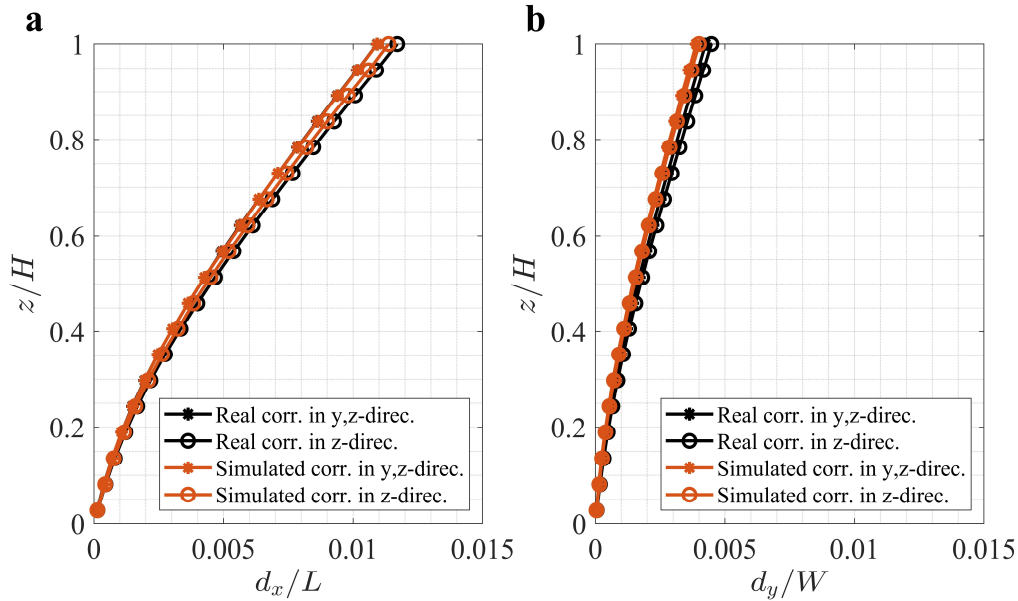 a
1
0.8
0.6
0.4
0.2
0
z/H
Real corr. in y,z-direc.
Real corr. in z-direc.
Simulated corr. in y,z-direc.
Simulated corr. in z-direc.
0 0.005 0.01 0.015
dₓ/L
b
1
0.8
0.6
0.4
0.2
0
z/H
Real corr. in y,z-direc.
Real corr. in z-direc.
Simulated corr. in y,z-direc.
Simulated corr. in z-direc.
0 0.005 0.01 0.015
d_y/W